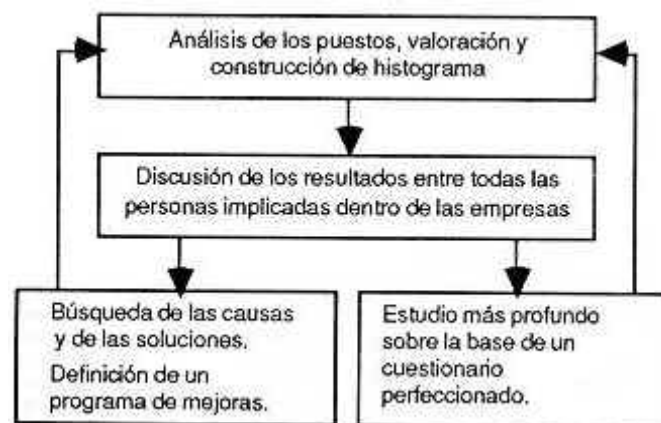 Análisis de los puestos, valoración y
construcción de histograma
Discusión de los resultados entre todas las
personas implicadas dentro de las empresas
Búsqueda de las causas
y de las soluciones.
Definición de un
programa de mejoras.
Estudio más profundo
sobre la base de un
cuestionario
perfeccionado.